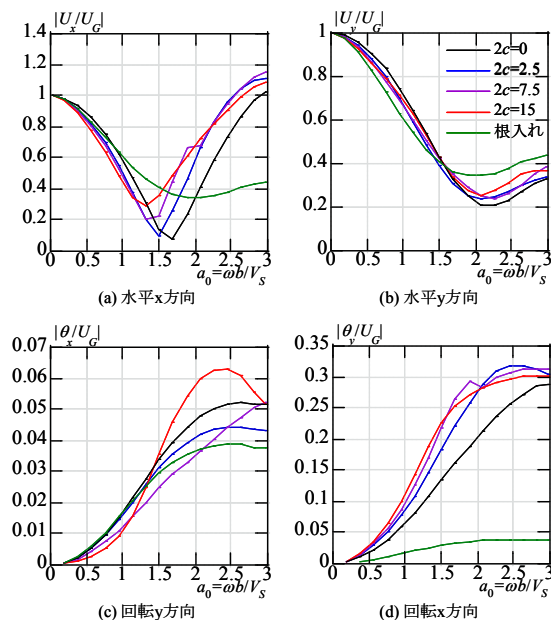 |U_x/U_G|
1.4
1.2
1
0.8
0.6
0.4
0.2
0
0 0.5 1 1.5 2 2.5 3
a_0=ωb/V_S
(a) 水平x方向
|U_y/U_G|
1
0.8
0.6
0.4
0.2
0
2c=0
2c=2.5
2c=7.5
2c=15
根入れ
0 0.5 1 1.5 2 2.5 3
a_0=ωb/V_S
(b) 水平y方向
|θ_x/U_G|
0.07
0.06
0.05
0.04
0.03
0.02
0.01
0
0 0.5 1 1.5 2 2.5 3
a_0=ωb/V_S
(c) 回転y方向
|θ_y/U_G|
0.35
0.3
0.25
0.2
0.15
0.1
0.05
0
0 0.5 1 1.5 2 2.5 3
a_0=ωb/V_S
(d) 回転x方向